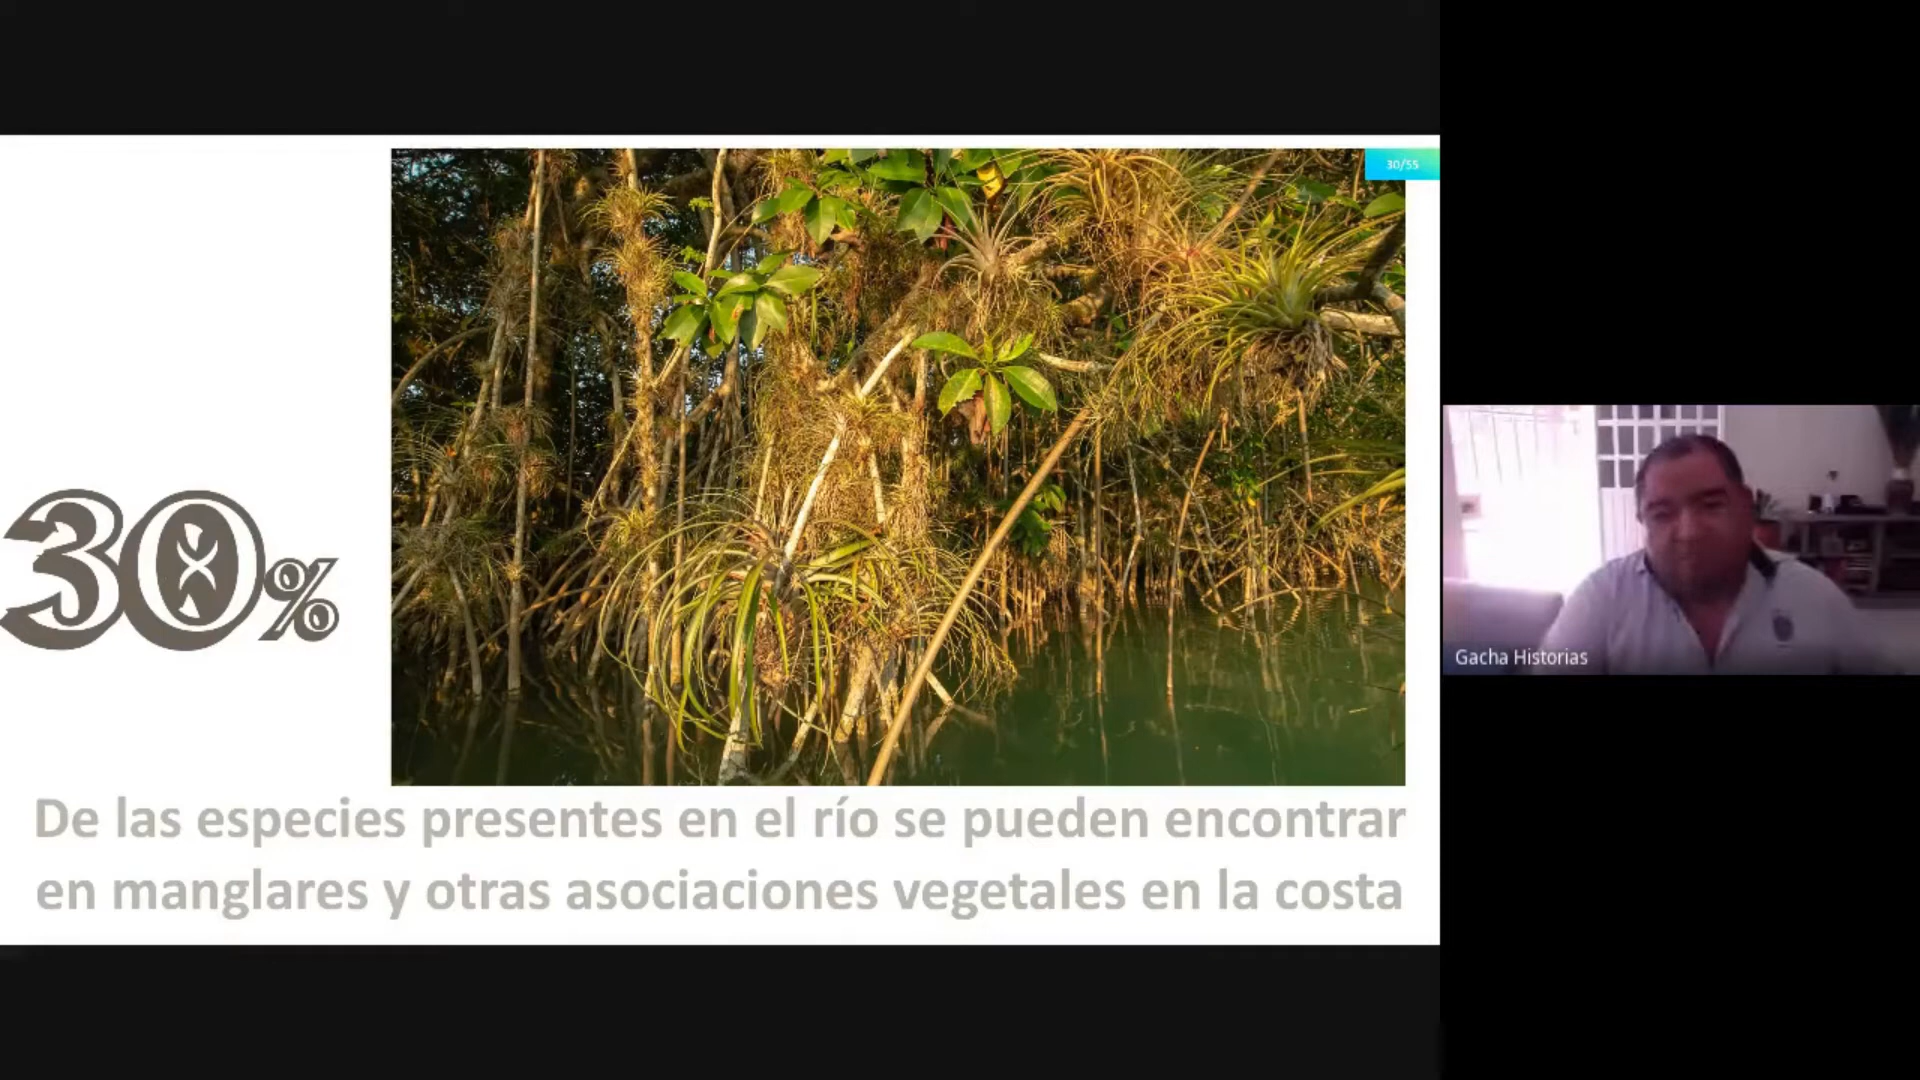 30/55
30%
De las especies presentes en el río se pueden encontrar
en manglares y otras asociaciones vegetales en la costa
Gacha Historias